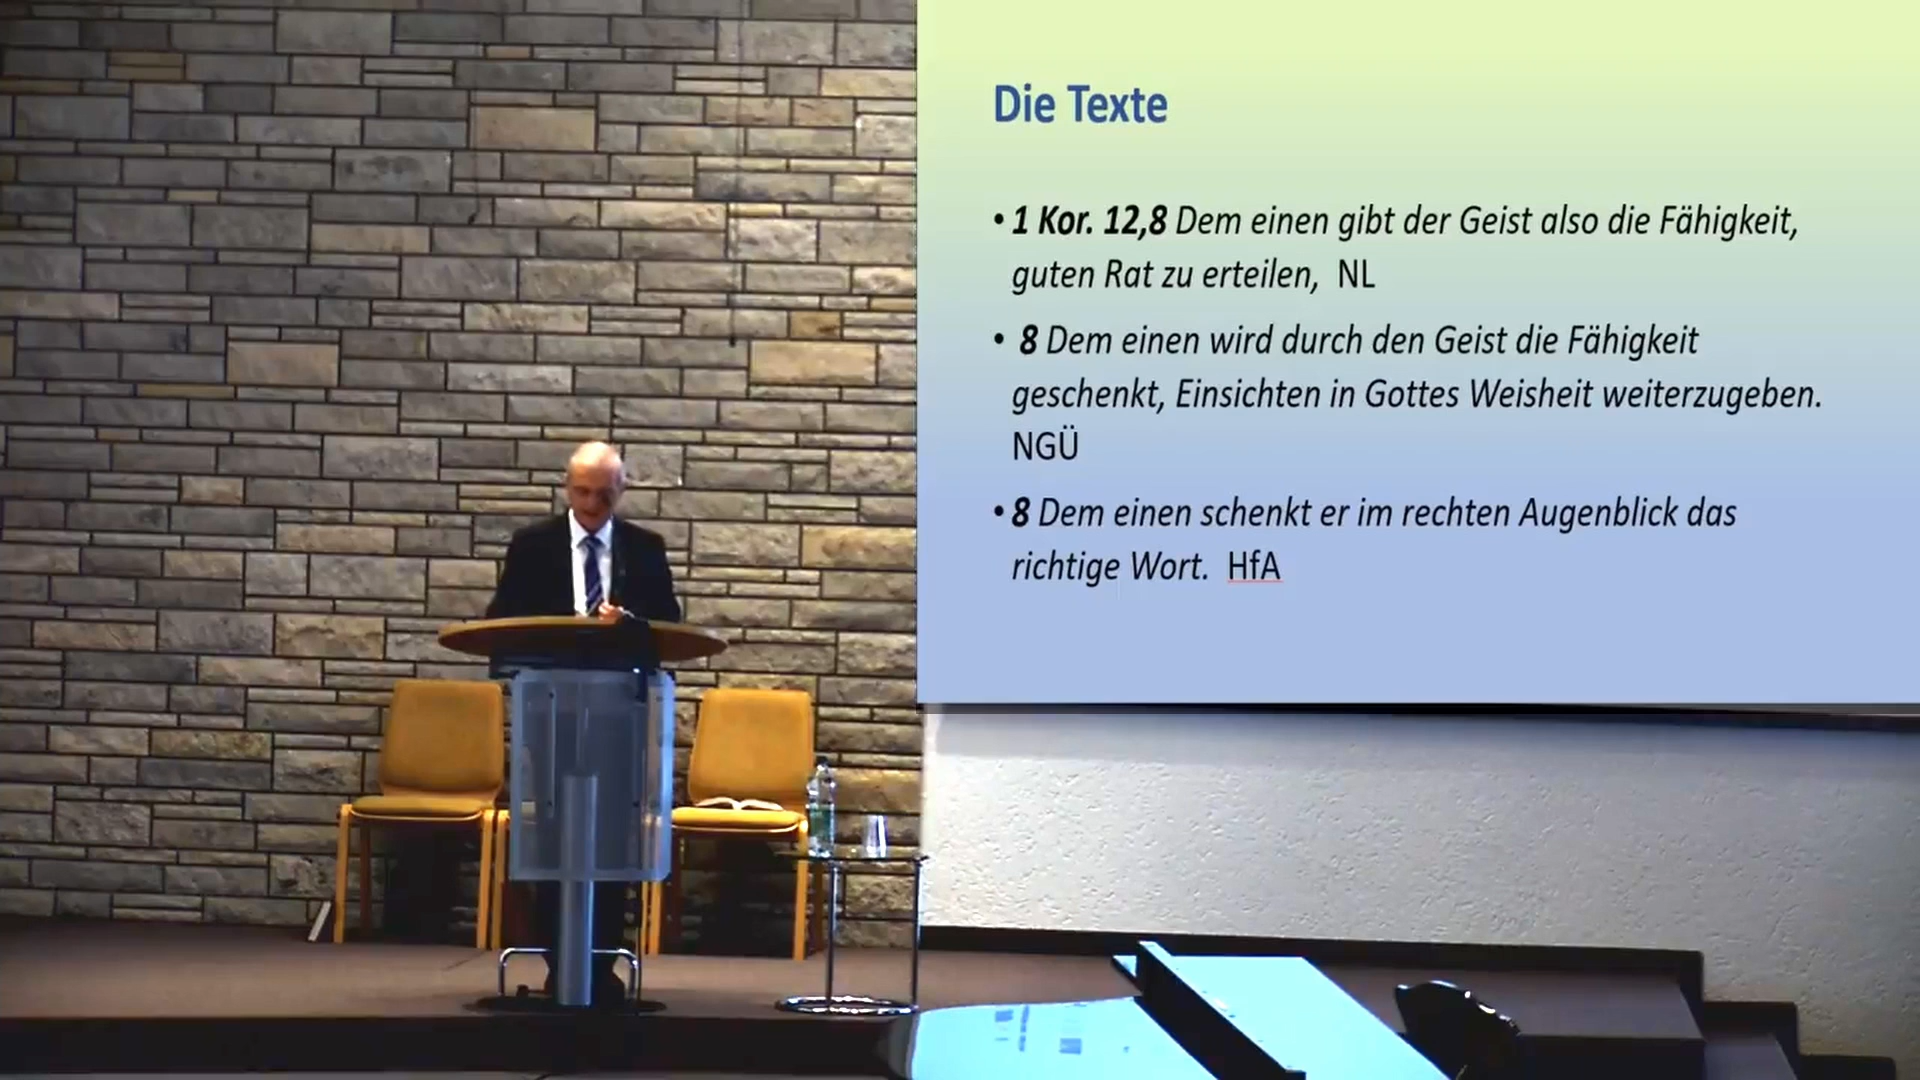 Die Texte
• 1 Kor. 12,8 Dem einen gibt der Geist also die Fähigkeit,
guten Rat zu erteilen, NL
• 8 Dem einen wird durch den Geist die Fähigkeit
geschenkt, Einsichten in Gottes Weisheit weiterzugeben.
NGÜ
• 8 Dem einen schenkt er im rechten Augenblick das
richtige Wort. HfA